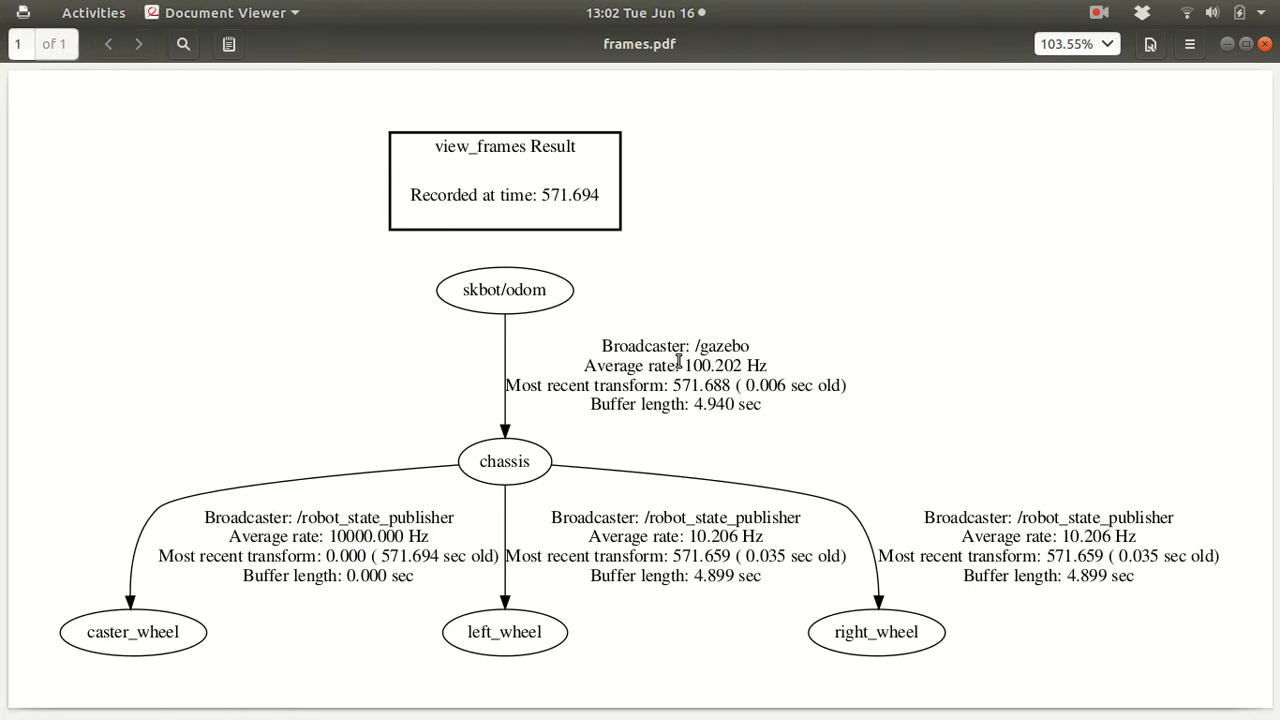 Activities
Document Viewer
13:02 Tue Jun 16
1 of 1
frames.pdf
103.55%
view_frames Result
Recorded at time: 571.694
skbot/odom
Broadcaster: /gazebo
Average rate: 100.202 Hz
Most recent transform: 571.688 ( 0.006 sec old)
Buffer length: 4.940 sec
chassis
Broadcaster: /robot_state_publisher
Average rate: 10000.000 Hz
Most recent transform: 0.000 ( 571.694 sec old)
Buffer length: 0.000 sec
Broadcaster: /robot_state_publisher
Average rate: 10.206 Hz
Most recent transform: 571.659 ( 0.035 sec old)
Buffer length: 4.899 sec
Broadcaster: /robot_state_publisher
Average rate: 10.206 Hz
Most recent transform: 571.659 ( 0.035 sec old)
Buffer length: 4.899 sec
caster_wheel
left_wheel
right_wheel